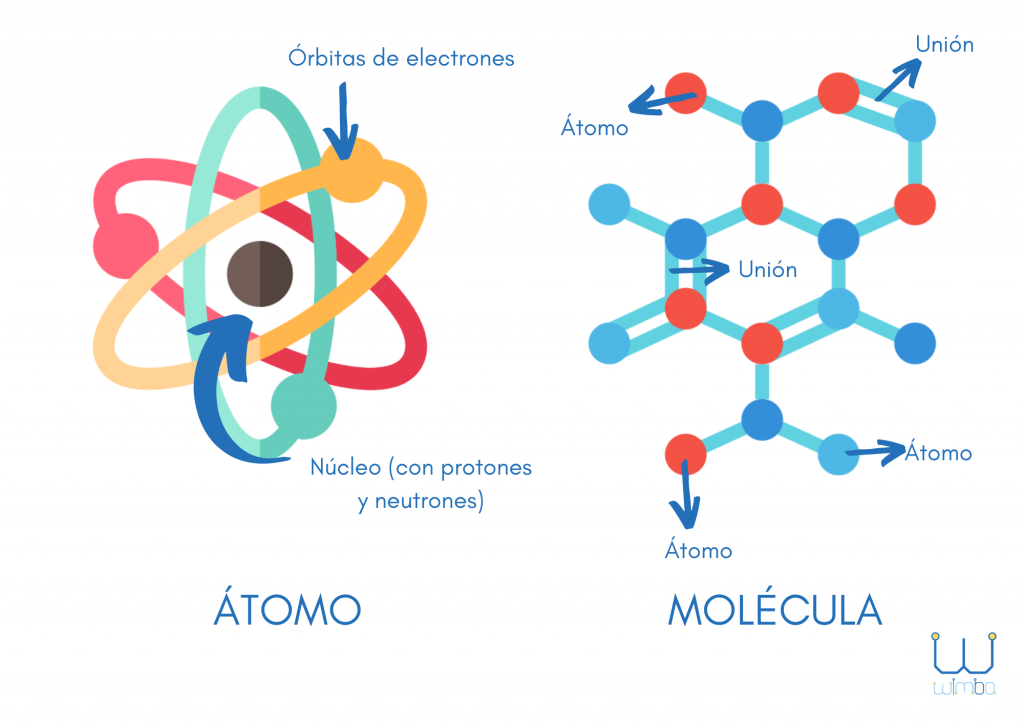 Órbitas de electrones
Núcleo (con protones
y neutrones)
ÁTOMO
Unión
Átomo
Unión
Átomo
Átomo
MOLÉCULA
wimba